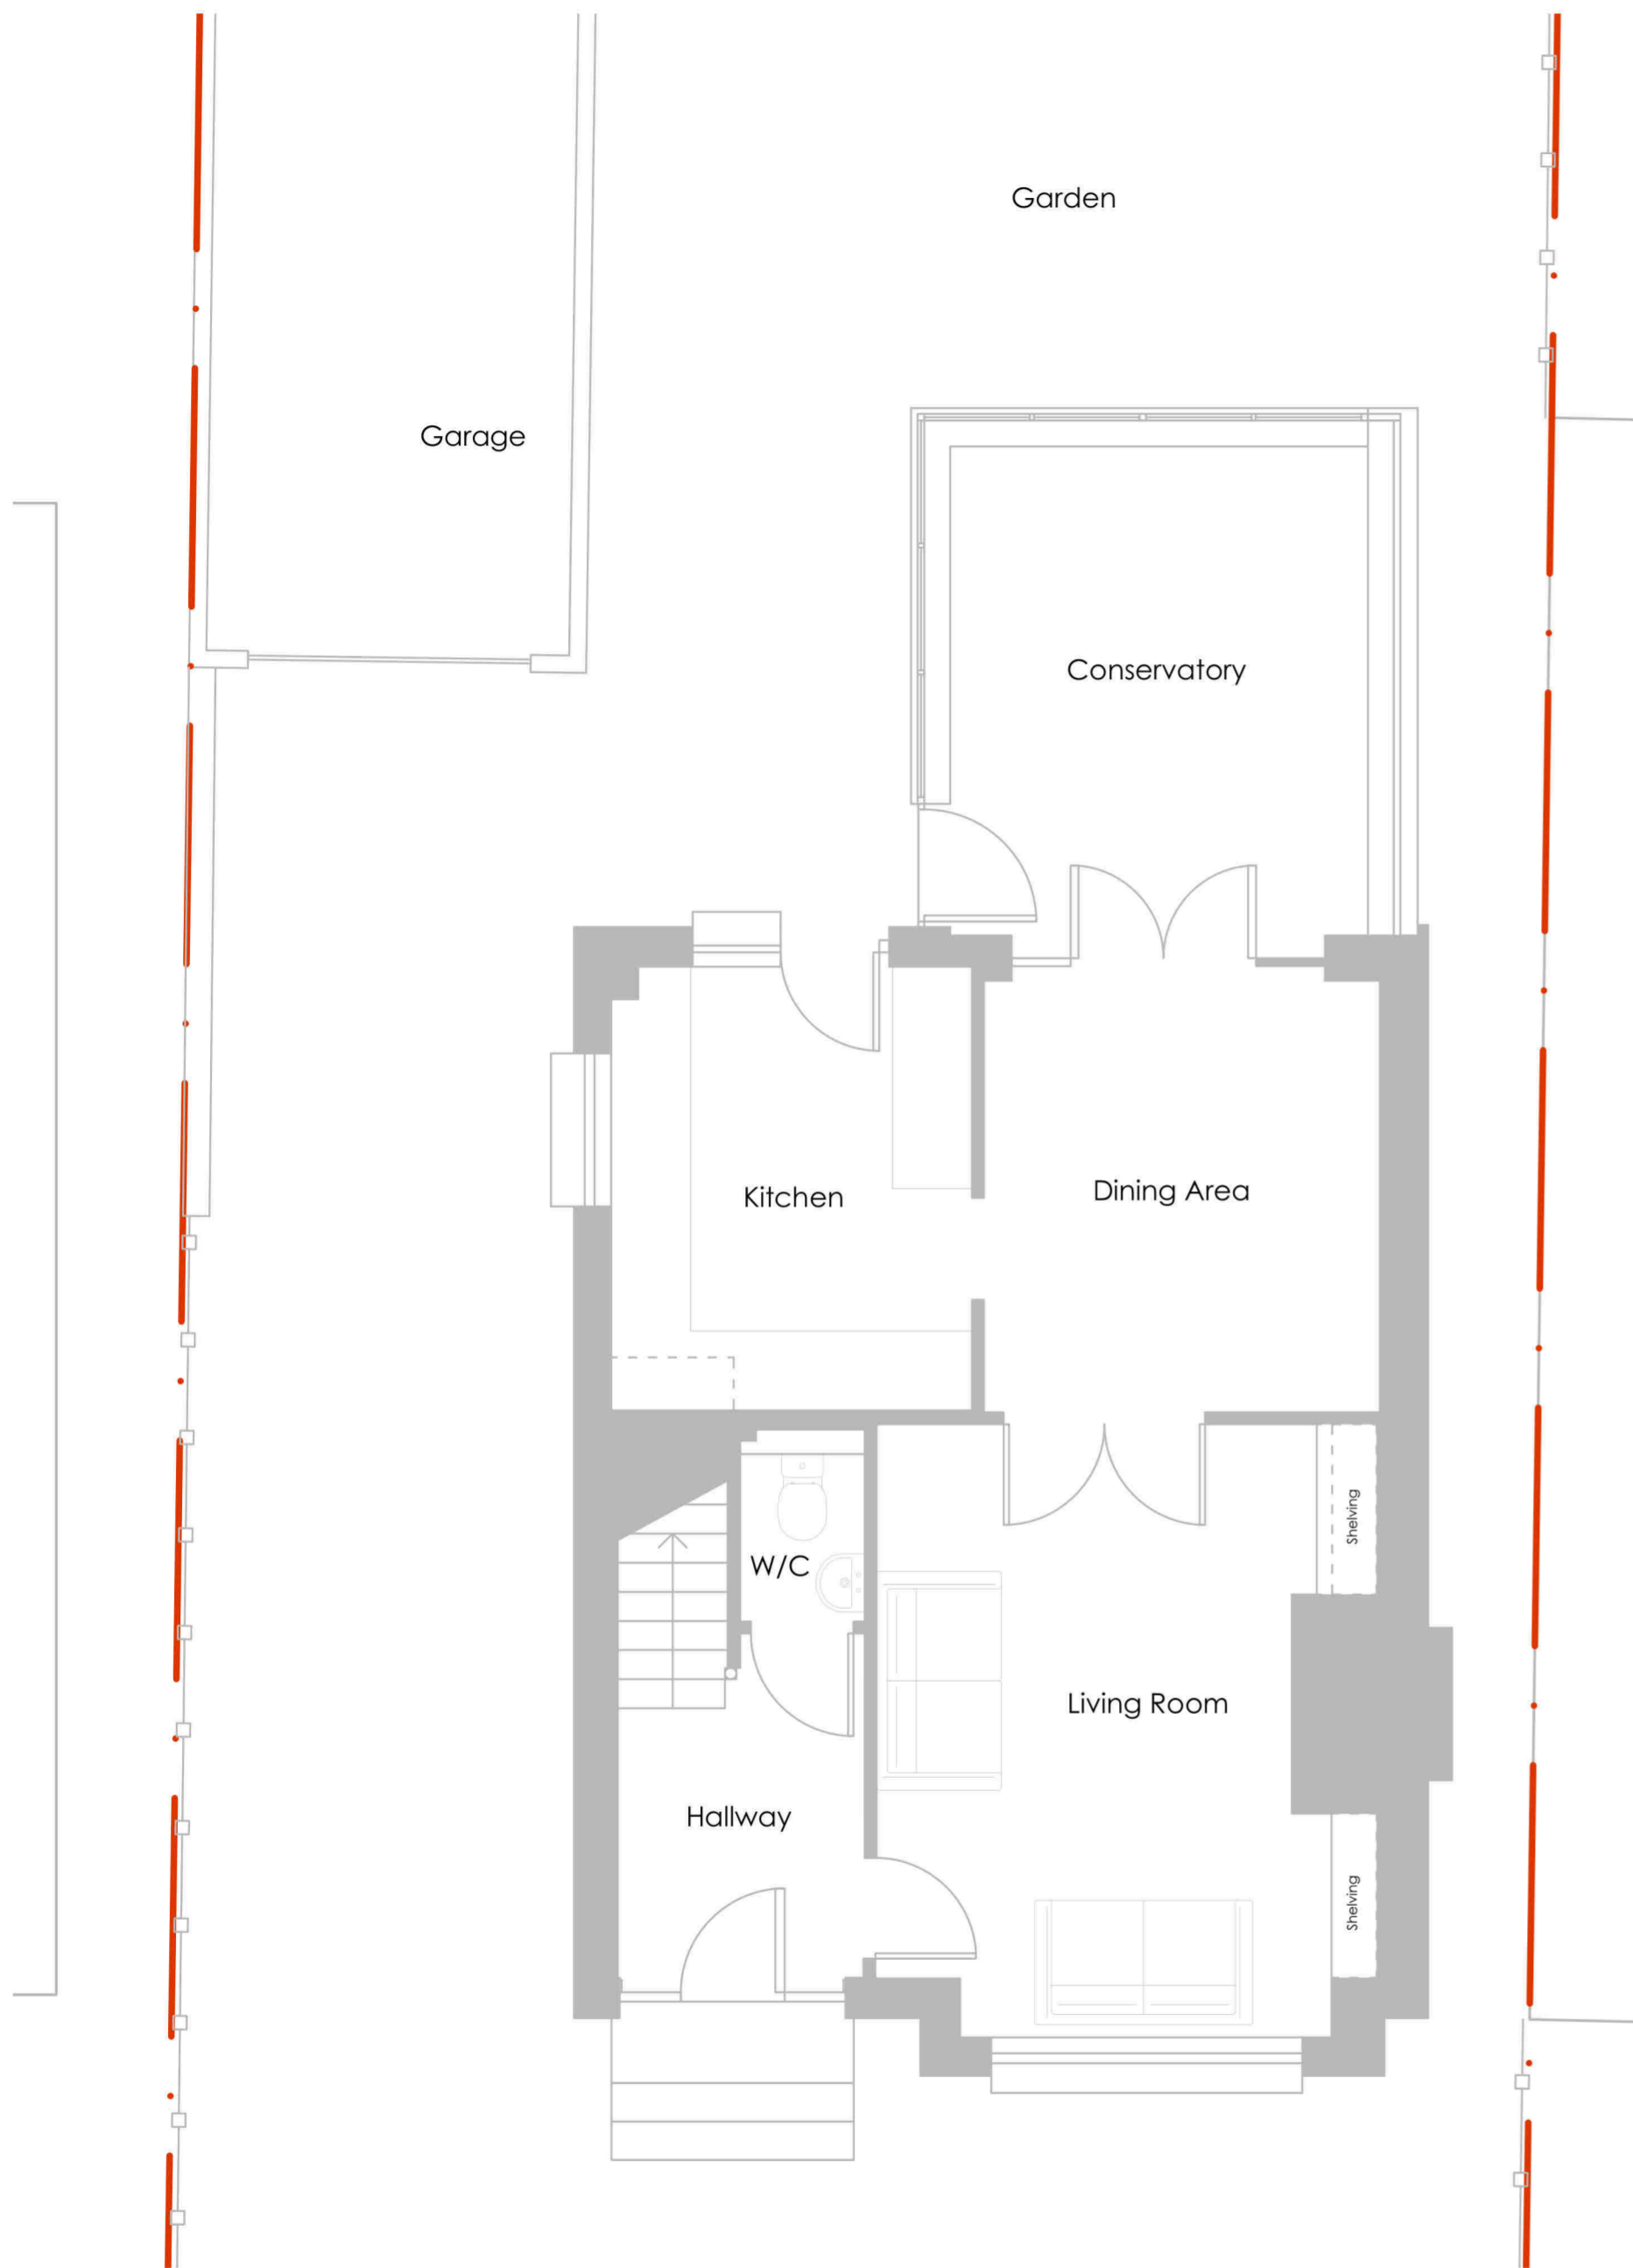 Garden
Garage
Conservatory
Kitchen
Dining Area
Shelving
W/C
Living Room
Hallway
Shelving